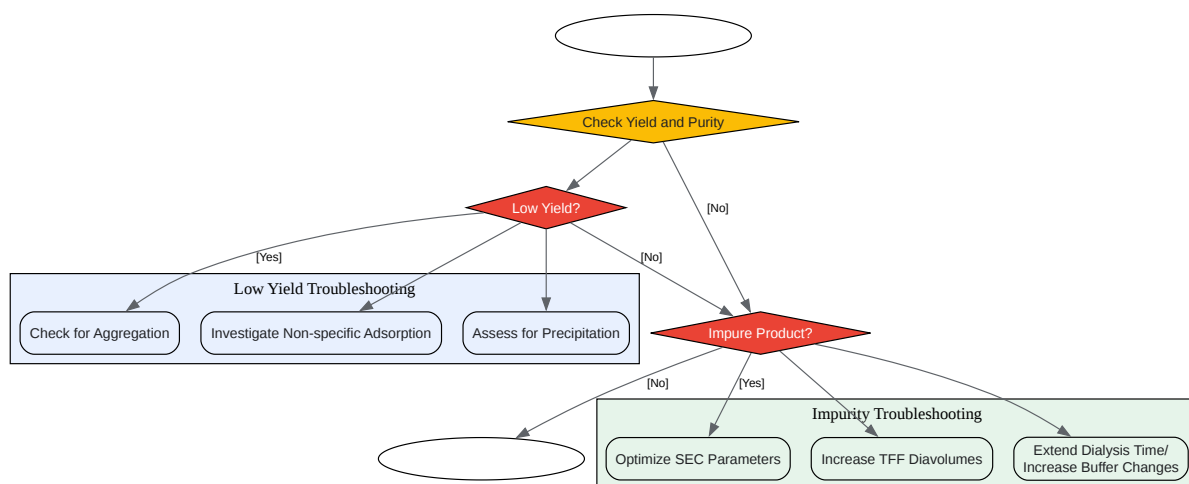 Check Yield and Purity
Low Yield?
[No]
[Yes]
[No]
Low Yield Troubleshooting
Check for Aggregation
Investigate Non-specific Adsorption
Assess for Precipitation
Impure Product?
[No]
[Yes]
Impurity Troubleshooting
Optimize SEC Parameters
Increase TFF Diavolumes
Extend Dialysis Time/
Increase Buffer Changes